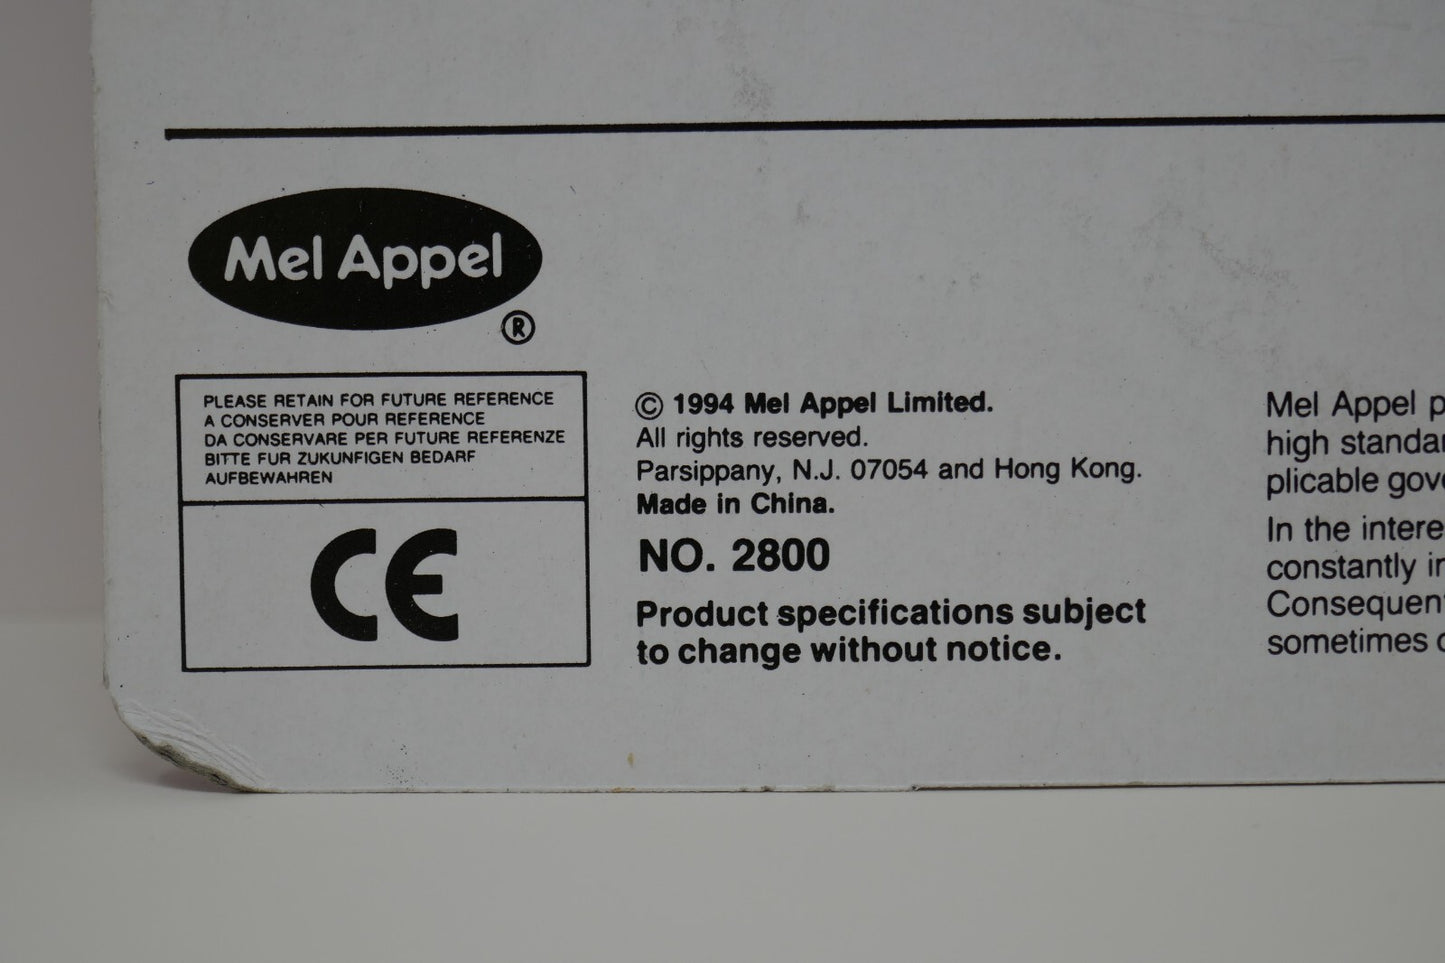 Mel Appel
®
PLEASE RETAIN FOR FUTURE REFERENCE
A CONSERVER POUR REFERENCE
DA CONSERVARE PER FUTURE REFERENZE
BITTE FUR ZUKUNFIGEN BEDARF
AUFBEWAHREN
CE
© 1994 Mel Appel Limited.
All rights reserved.
Parsippany, N.J. 07054 and Hong Kong.
Made in China.
NO. 2800
Product specifications subject
to change without notice.
Mel Appel
high
In the
constantly
sometimes